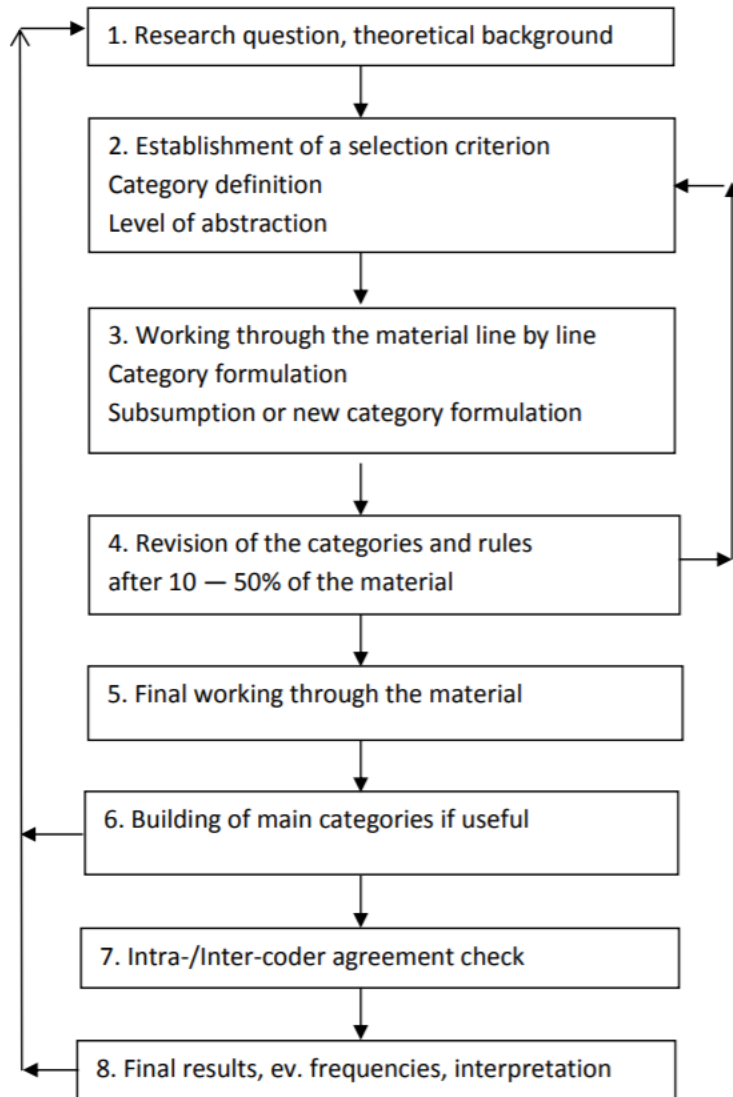 1. Research question, theoretical background
2. Establishment of a selection criterion
Category definition
Level of abstraction
3. Working through the material line by line
Category formulation
Subsumption or new category formulation
4. Revision of the categories and rules
after 10 — 50% of the material
5. Final working through the material
6. Building of main categories if useful
7. Intra-/Inter-coder agreement check
8. Final results, ev. frequencies, interpretation